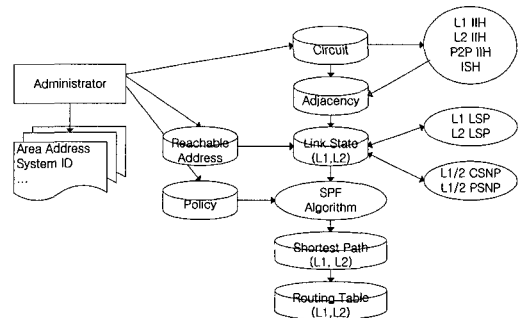 L1 IIH
L2 IIH
P2P IIH
ISH
Circuit
Administrator
Adjacency
L1 LSP
L2 LSP
Area Address
System ID
...
Reachable
Address
Link State
(L1,L2)
L1/2 CSNP
L1/2 PSNP
Policy
SPF
Algorithm
Shortest Path
(L1, L2)
Routing Table
(L1,L2)